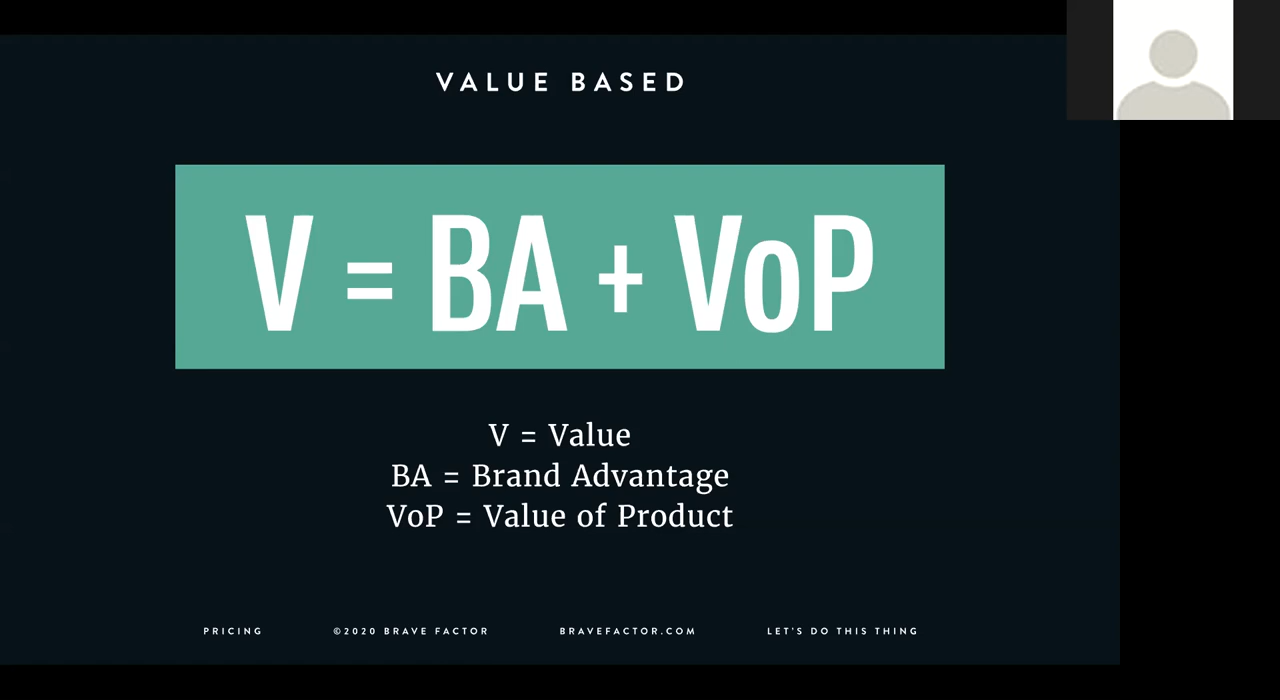 VALUE BASED
V = BA + VoP
V = Value
BA = Brand Advantage
VoP = Value of Product
PRICING ©2020 BRAVE FACTOR BRAVEFACTOR.COM LET'S DO THIS THING